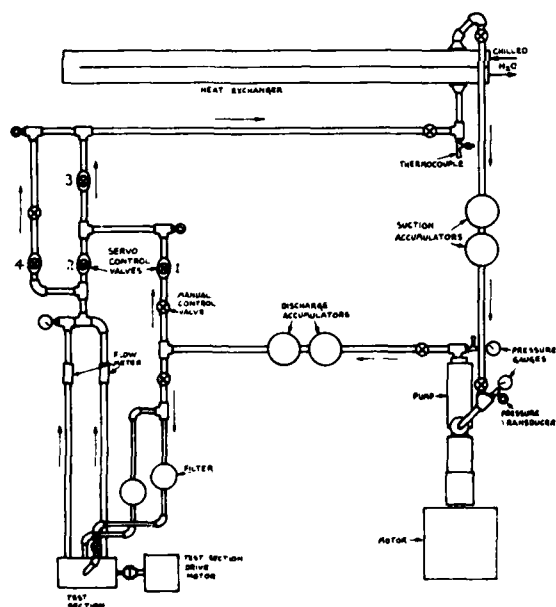 CHILLED
H₂O
HEAT EXCHANGER
THERMOCOUPLE
3
SUCTION
ACCUMULATORS
SERVO
CONTROL
VALVES
4
2
1
MANUAL
CONTROL
VALVE
DISCHARGE
ACCUMULATORS
FLOW
METER
PRESSURE
GAUGES
PUMP
PRESSURE
TRANSDUCER
FILTER
MOTOR
TEST SECTION
DRIVE
MOTOR
TEST
SECTION